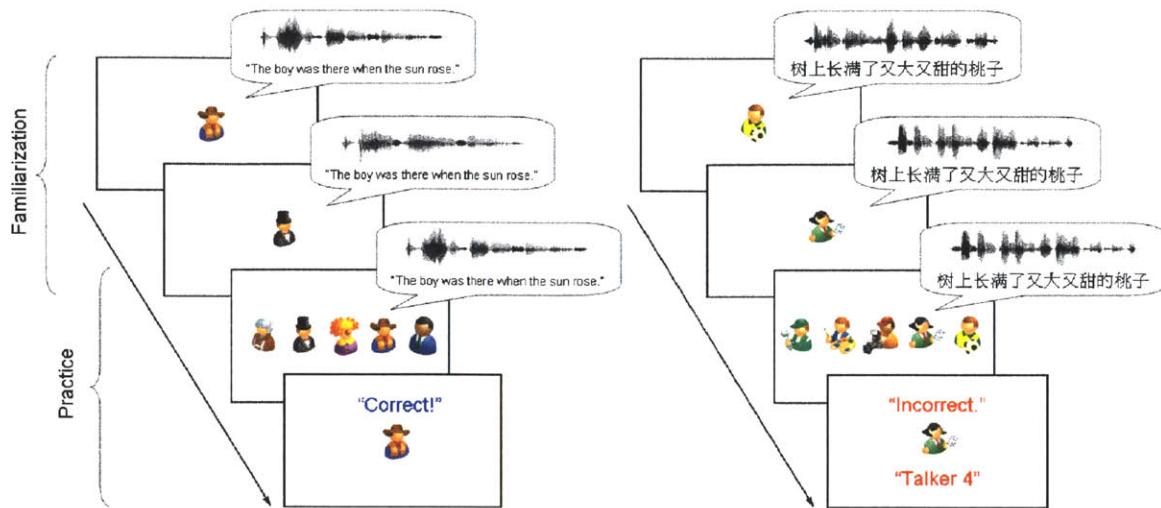 Familiarization
Practice
"The boy was there when the sun rose."
"The boy was there when the sun rose."
"The boy was there when the sun rose."
"Correct!"
树上长满了又大又甜的桃子
树上长满了又大又甜的桃子
树上长满了又大又甜的桃子
"Incorrect."
"Talker 4"